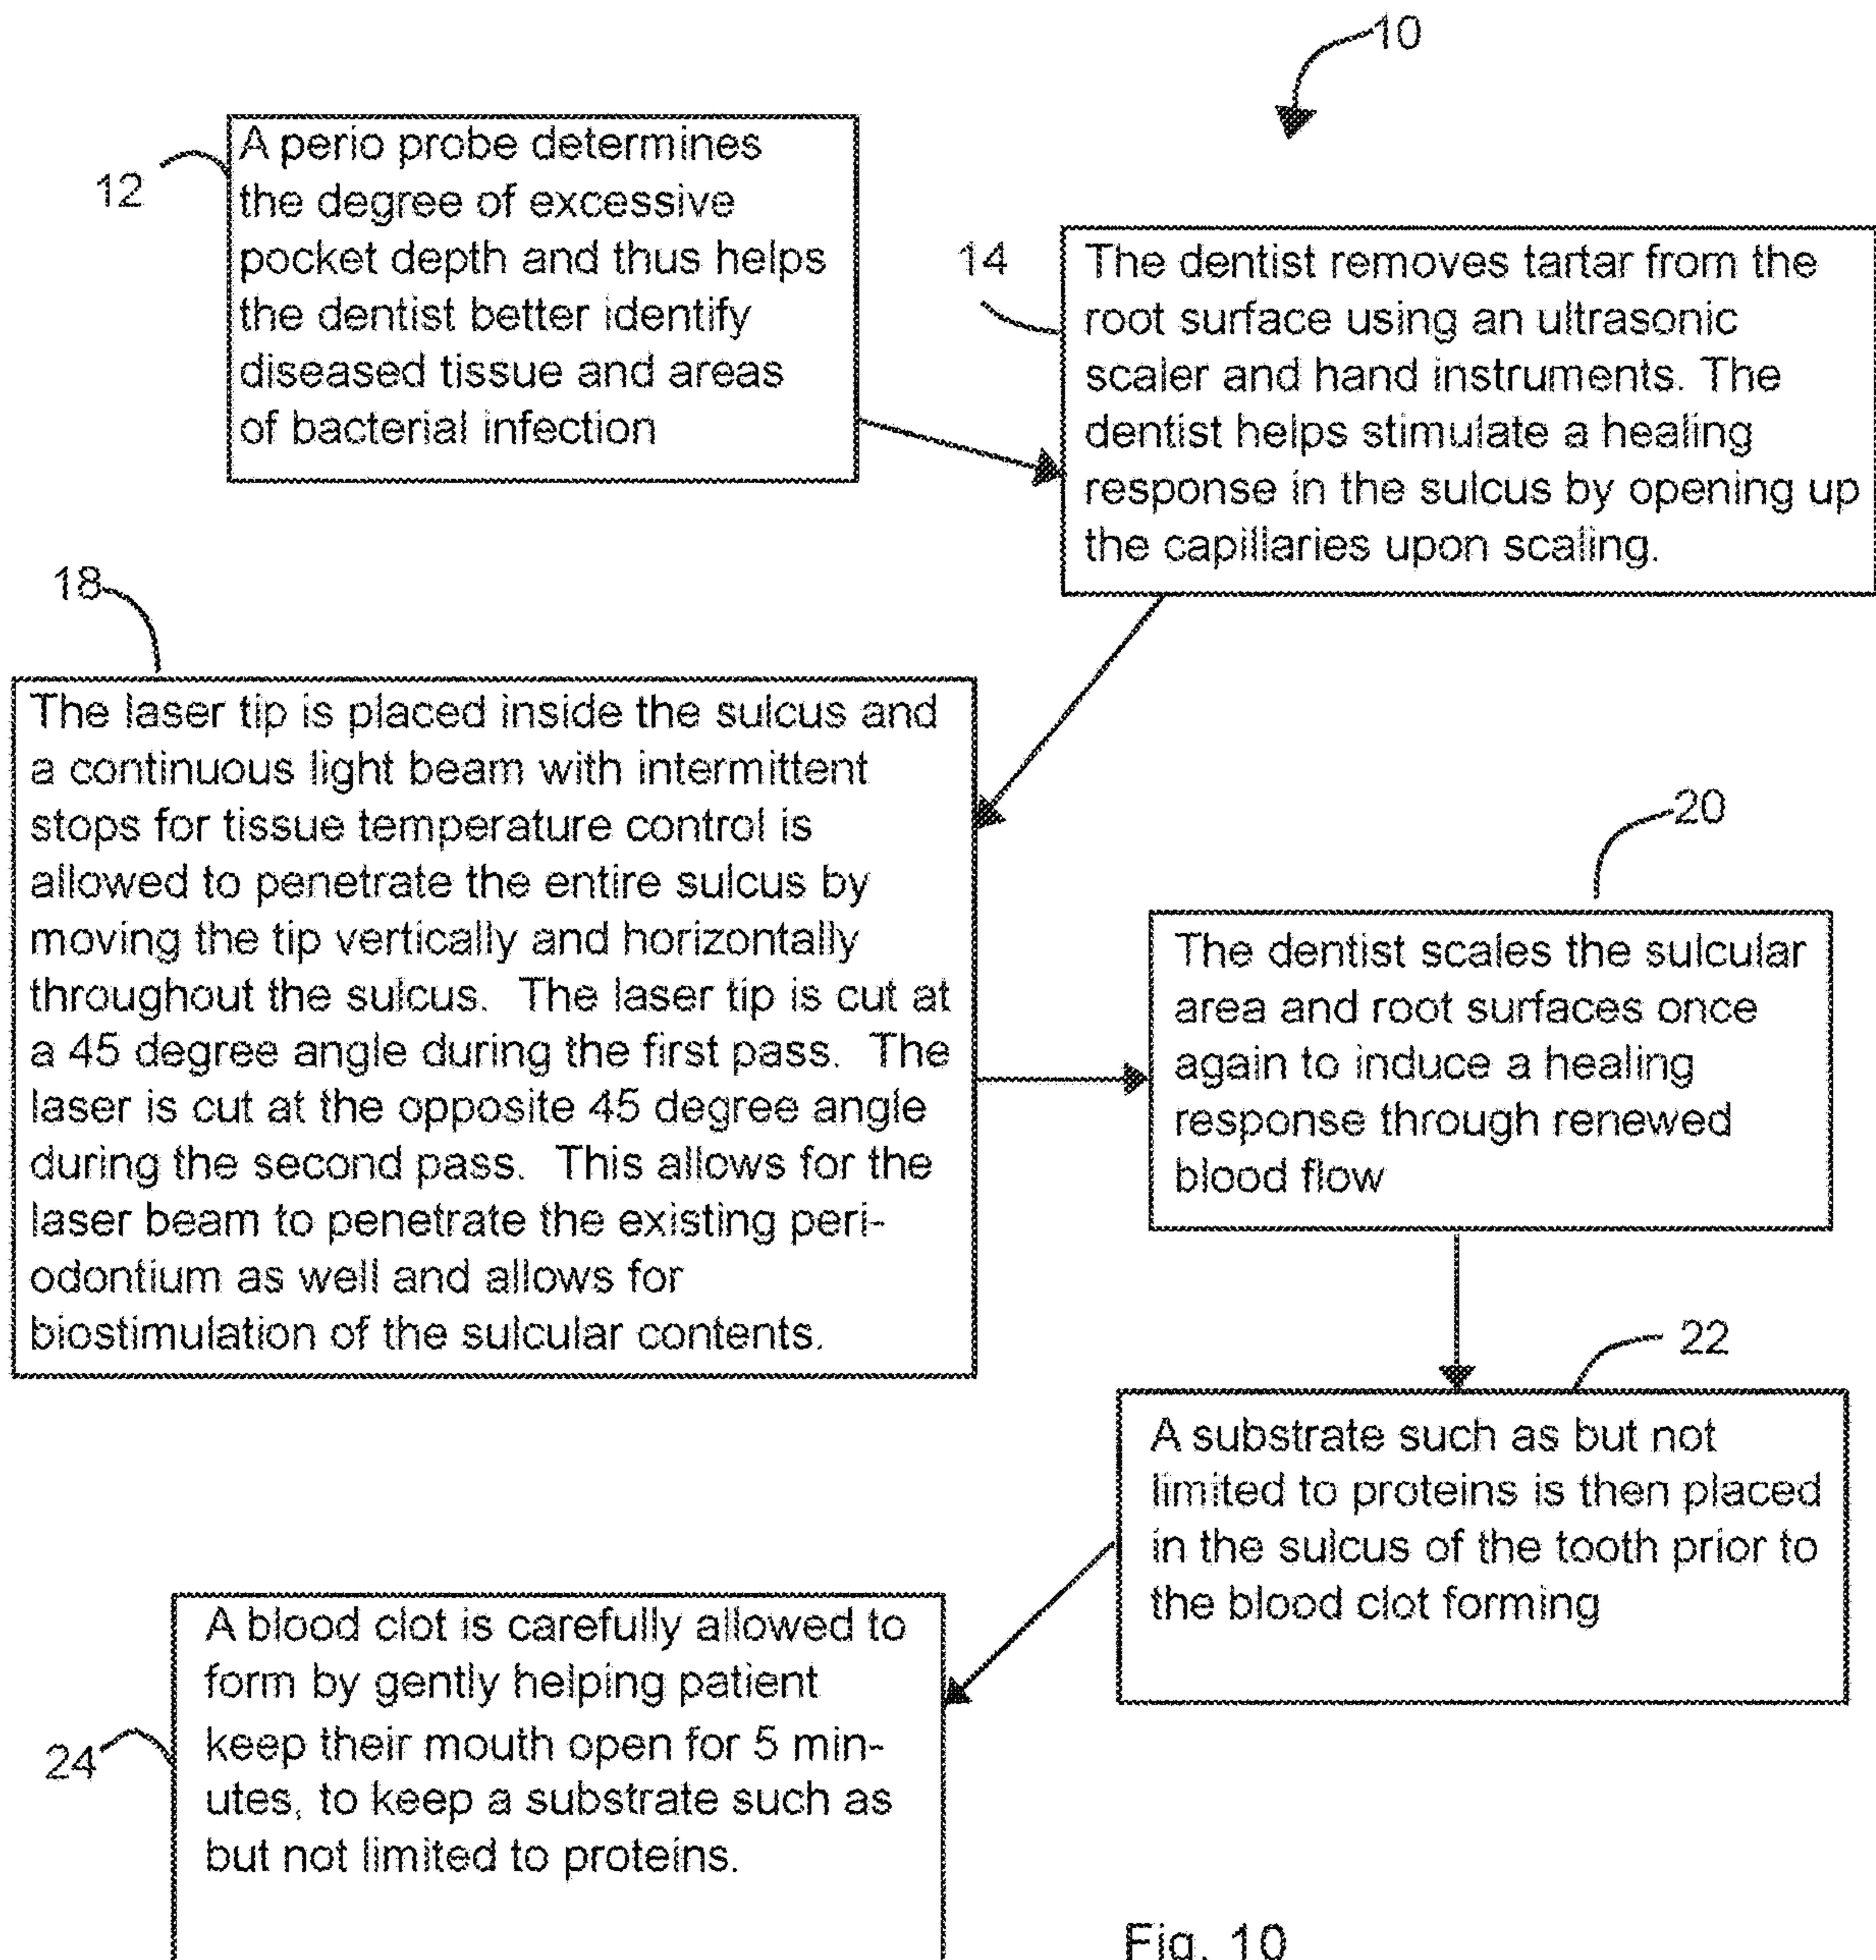 10
12
A perio probe determines
the degree of excessive
pocket depth and thus helps
the dentist better identify
diseased tissue and areas
of bacterial infection
14
The dentist removes tartar from the
root surface using an ultrasonic
scaler and hand instruments. The
dentist helps stimulate a healing
response in the sulcus by opening up
the capillaries upon scaling.
18
The laser tip is placed inside the sulcus and
a continuous light beam with intermittent
stops for tissue temperature control is
allowed to penetrate the entire sulcus by
moving the tip vertically and horizontally
throughout the sulcus. The laser tip is cut at
a 45 degree angle during the first pass. The
laser is cut at the opposite 45 degree angle
during the second pass. This allows for the
laser beam to penetrate the existing peri-
odontium as well and allows for
biostimulation of the sulcular contents.
20
The dentist scales the sulcular
area and root surfaces once
again to induce a healing
response through renewed
blood flow
22
A substrate such as but not
limited to proteins is then placed
in the sulcus of the tooth prior to
the blood clot forming
24
A blood clot is carefully allowed to
form by gently helping patient
keep their mouth open for 5 min-
utes, to keep a substrate such as
but not limited to proteins.
Fig. 10